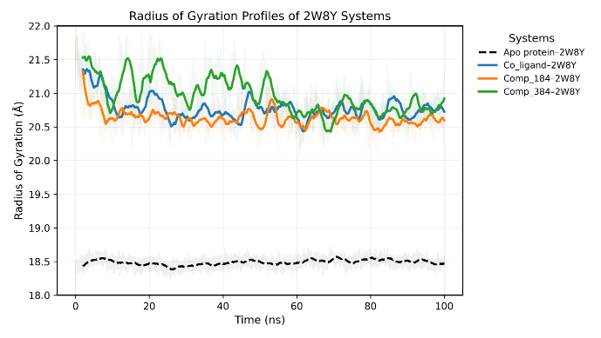 Radius of Gyration Profiles of 2W8Y Systems
22.0
21.5
21.0
20.5
20.0
19.5
19.0
18.5
18.0
Radius of Gyration (Å)
0
20
40
60
80
100
Time (ns)
Systems
Apo protein–2W8Y
Co_ligand–2W8Y
Comp_184–2W8Y
Comp_384–2W8Y